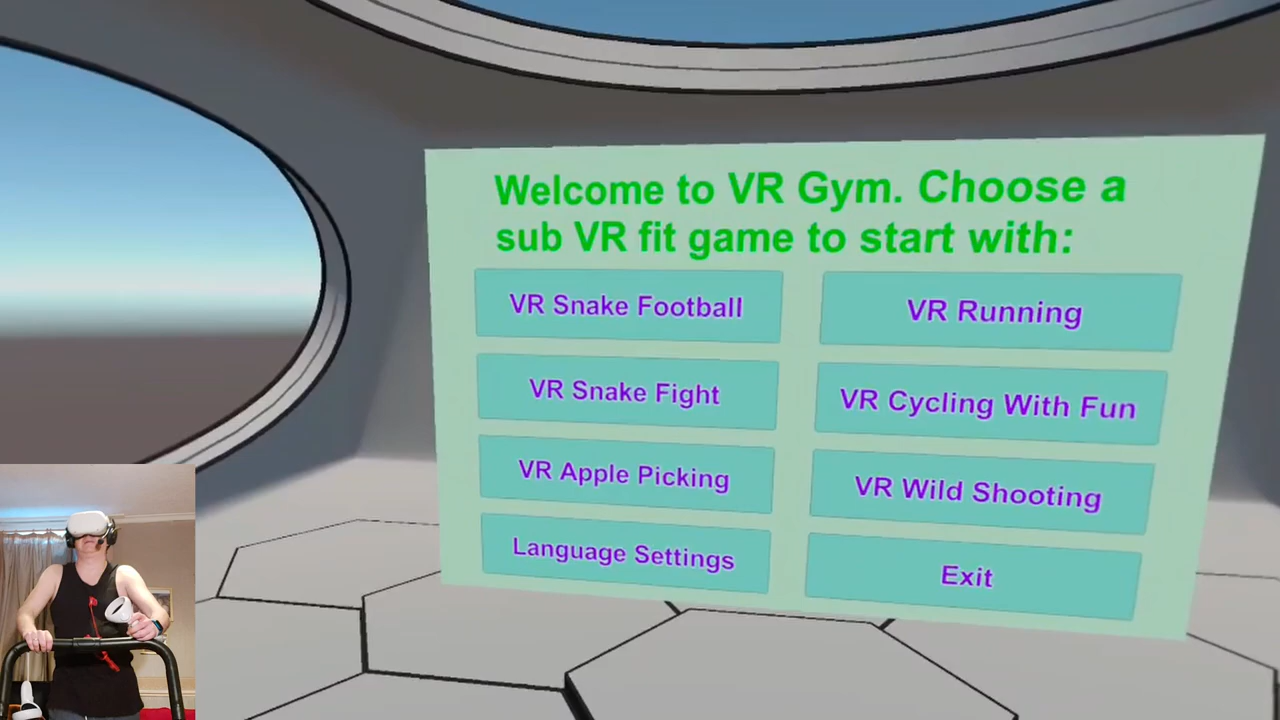 Welcome to VR Gym. Choose a
sub VR fit game to start with:
VR Snake Football
VR Running
VR Snake Fight
VR Cycling With Fun
VR Apple Picking
VR Wild Shooting
Language Settings
Exit